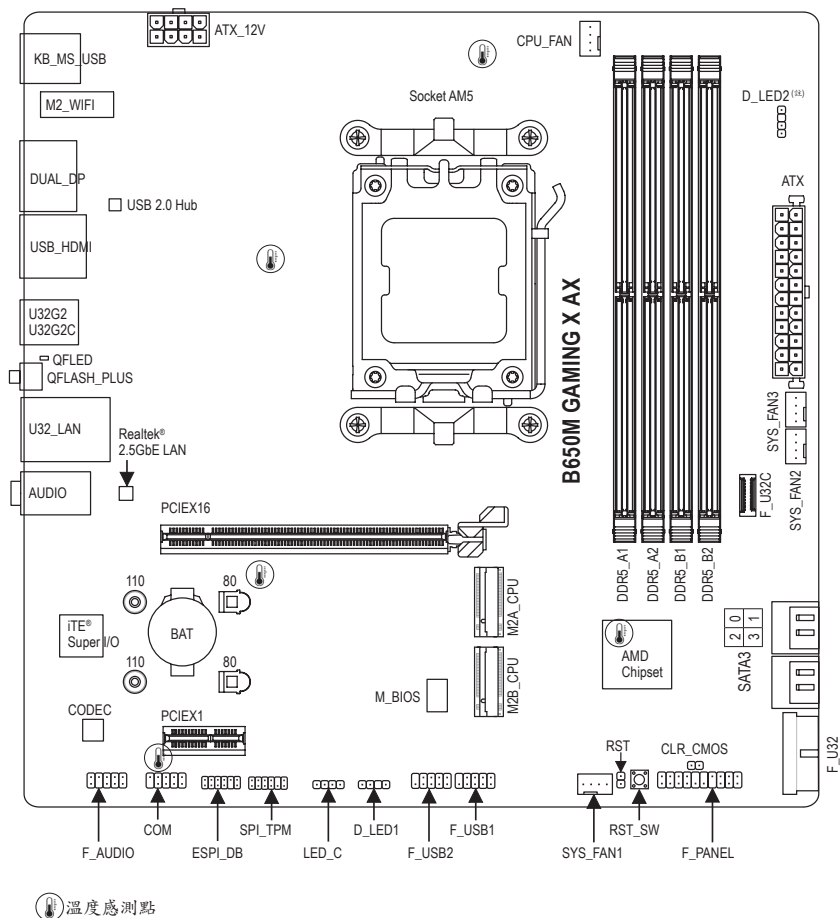 ATX_12V
CPU_FAN
KB_MS_USB
Socket AM5
D_LED2(註)
M2_WIFI
DUAL_DP
ATX
USB 2.0 Hub
USB_HDMI
U32G2
U32G2C
QFLED
QFLASH_PLUS
B650M GAMING X AX
SYS_FAN3
U32_LAN
Realtek®
2.5GbE LAN
SYS_FAN2
F_U32C
AUDIO
PCIEX16
DDR5_A1
DDR5_A2
DDR5_B1
DDR5_B2
110
80
M2A_CPU
iTE®
Super I/O
BAT
2 0
3 1
SATA3
AMD
Chipset
110
80
M_BIOS
M2B_CPU
CODEC
PCIEX1
RST
CLR_CMOS
F_U32
F_AUDIO
COM
ESPI_DB
SPI_TPM
LED_C
D_LED1
F_USB2
F_USB1
SYS_FAN1
RST_SW
F_PANEL
溫度感測點